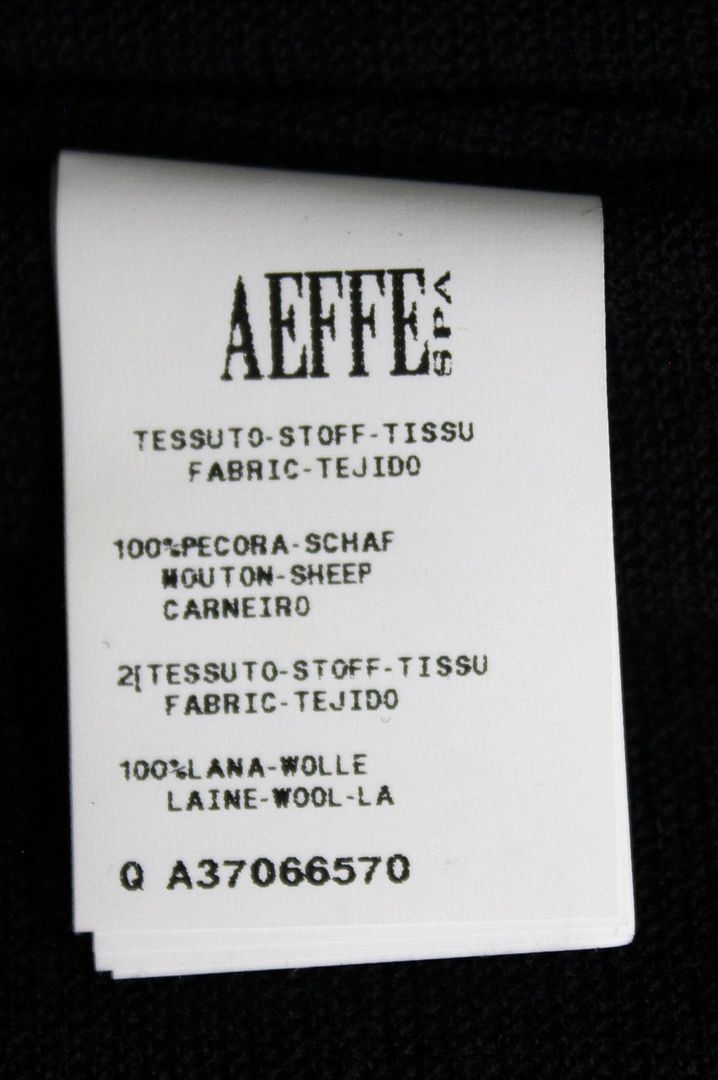 AEFFE SPA
TESSUTO-STOFF-TISSU
FABRIC-TEJIDO
100%PECORA-SCHAF
MOUTON-SHEEP
CARNEIRO
2[TESSUTO-STOFF-TISSU
FABRIC-TEJIDO
100%LANA-WOLLE
LAINE-WOOL-LA
Q A37066570